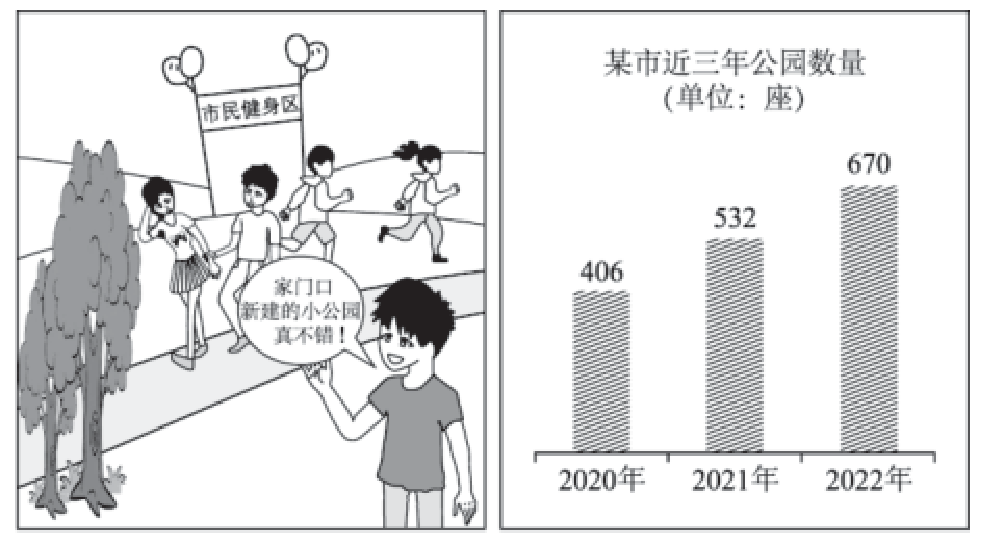 市民健身区
家门口
新建的小公园
真不错！
某市近三年公园数量
(单位：座)
670
532
406
2020年
2021年
2022年